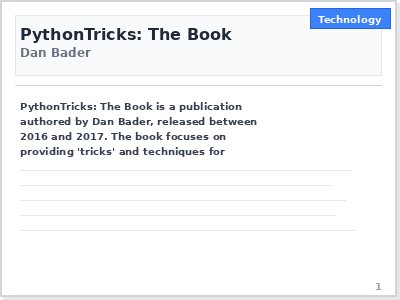 Technology
PythonTricks: The Book
Dan Bader
PythonTricks: The Book is a publication
authored by Dan Bader, released between
2016 and 2017. The book focuses on
providing 'tricks' and techniques for
1